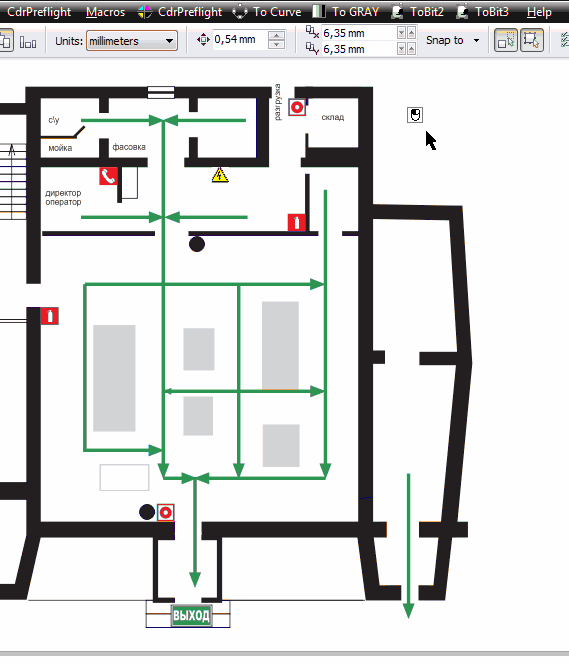 CdrPreflight Macros CdrPreflight To Curve To GRAY ToBit2 ToBit3 Help
Units: millimeters 0,54 mm 6,35 mm Snap to
6,35 mm
разгрузка
с\у
склад
мойка
фасовка
директор
оператор
ВЫХОД